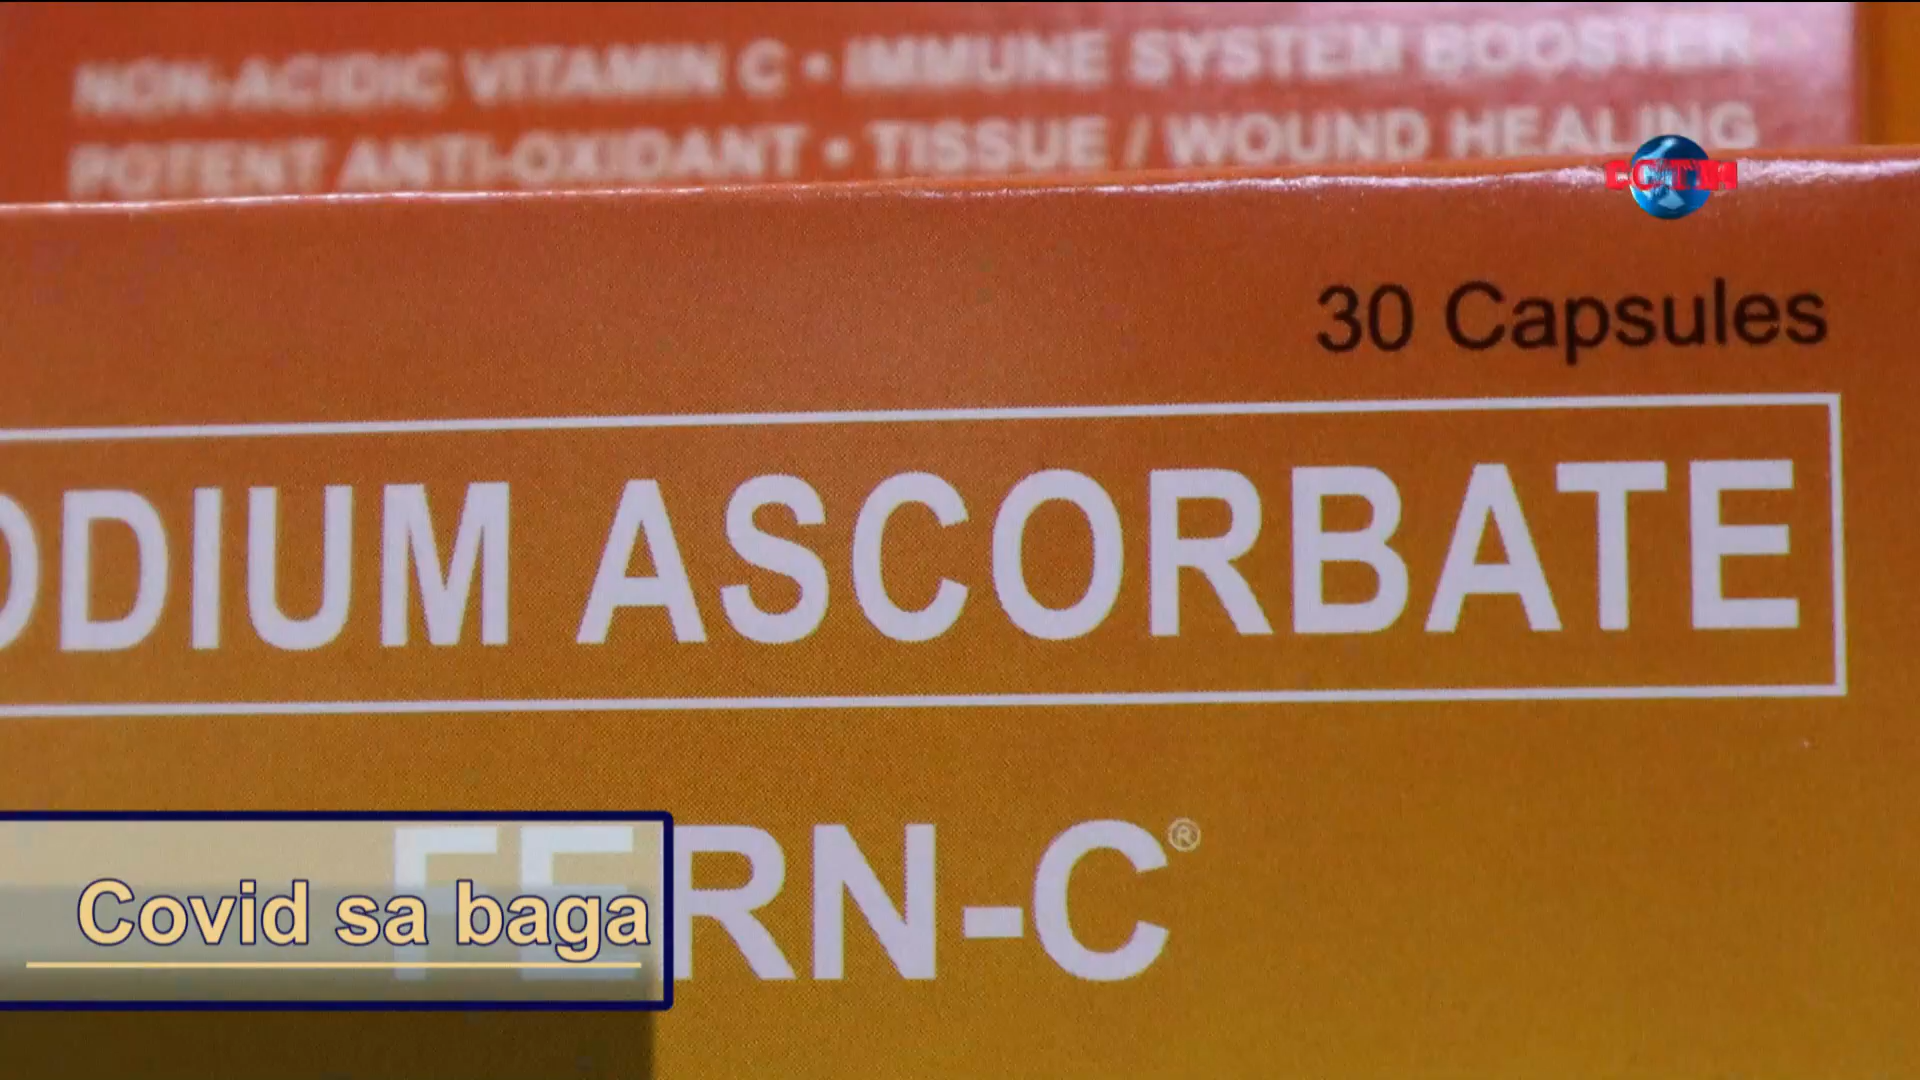 NON-ACIDIC VITAMIN C • IMMUNE SYSTEM BOOSTER
POTENT ANTI-OXIDANT • TISSUE / WOUND HEALING
30 Capsules
ODIUM ASCORBATE
FERN-C®
Covid sa baga